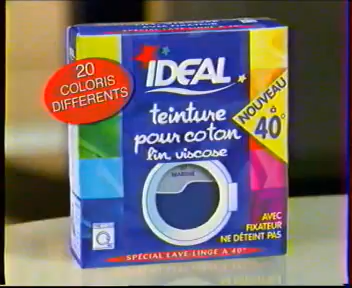 20
COLORIS
DIFFERENTS
IDEAL
NOUVEAU
à
40°
teinture
pour coton
lin viscose
AVEC
FIXATEUR
NE DÉTEINT PAS
SPÉCIAL LAVE-LINGE A 40°